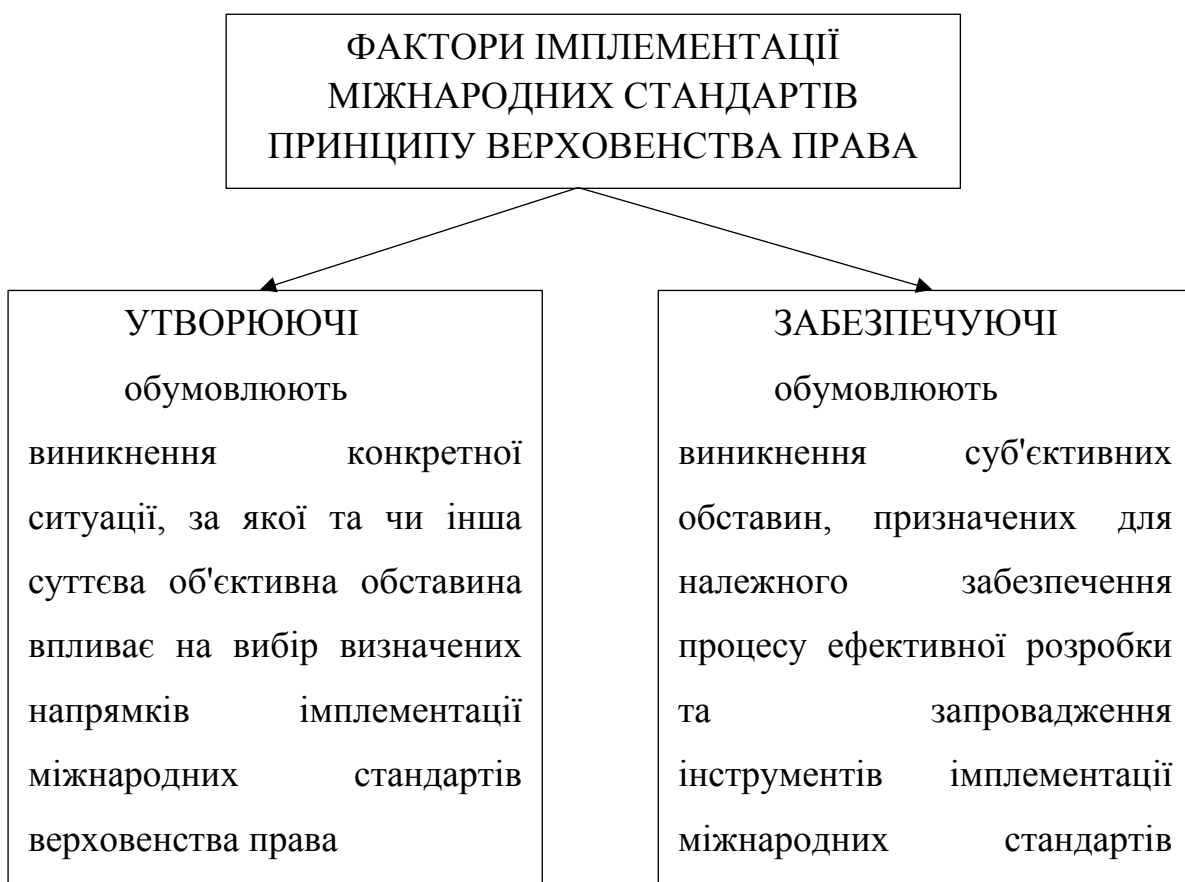 ФАКТОРИ ІМПЛЕМЕНТАЦІЇ
МІЖНАРОДНИХ СТАНДАРТІВ
ПРИНЦИПУ ВЕРХОВЕНСТВА ПРАВА
УТВОРЮЮЧІ
обумовлюють
виникнення конкретної
ситуації, за якої та чи інша
суттєва об'єктивна обставина
впливає на вибір визначених
напрямків імплементації
міжнародних стандартів
верховенства права
ЗАБЕЗПЕЧУЮЧІ
обумовлюють
виникнення суб'єктивних
обставин, призначених для
належного забезпечення
процесу ефективної розробки
та запровадження
інструментів імплементації
міжнародних стандартів